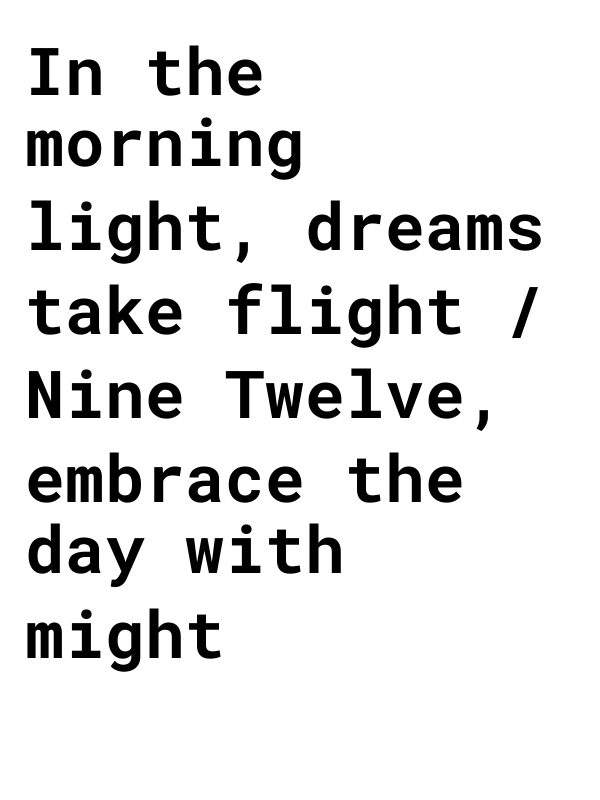 In the
morning
light, dreams
take flight /
Nine Twelve,
embrace the
day with
might